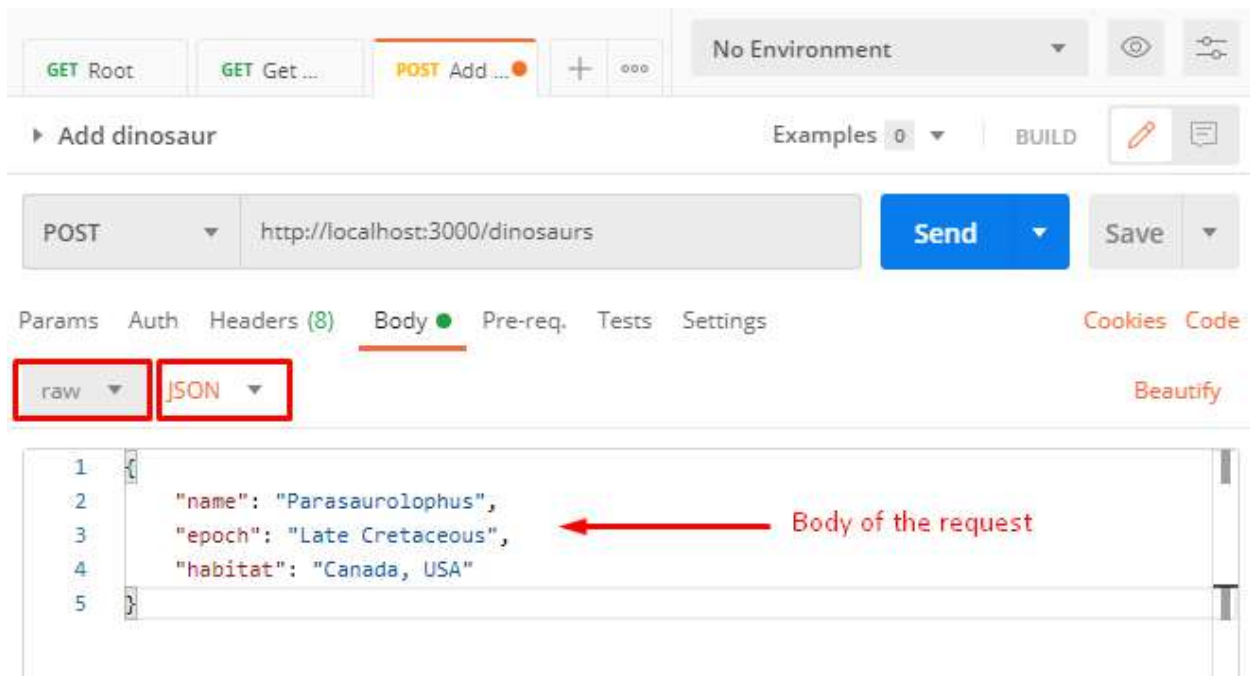 GET Root GET Get ... POST Add ... + ooo No Environment
Add dinosaur Examples 0 BUILD
POST http://localhost:3000/dinosaurs Send Save
Params Auth Headers (8) Body Pre-req. Tests Settings Cookies Code
raw JSON Beautify
1 {
2 "name": "Parasaurolophus",
3 "epoch": "Late Cretaceous",
Body of the request
4 "habitat": "Canada, USA"
5 }